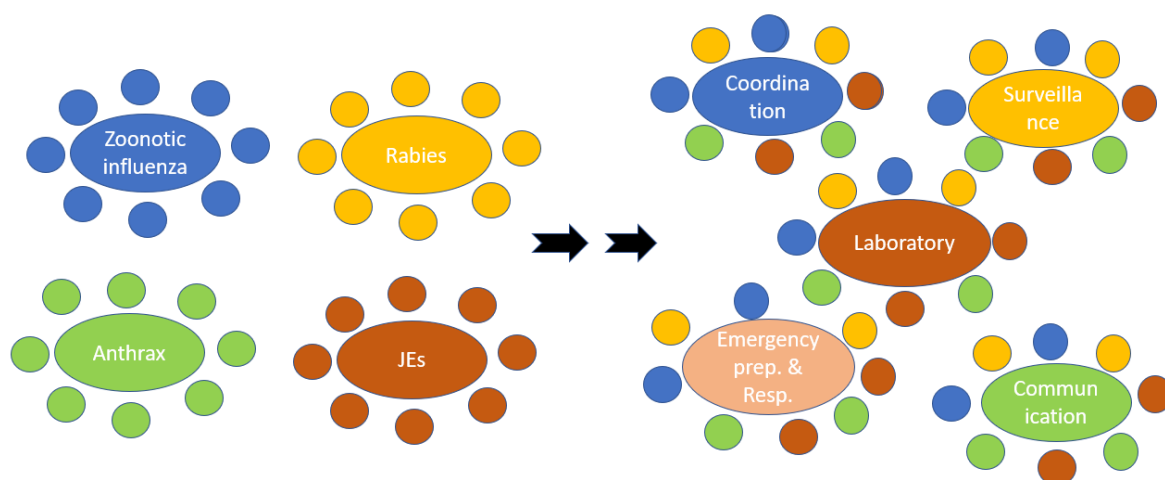 Zoonotic
influenza
Rabies
Anthrax
JEs
Coordina
tion
Surveilla
nce
Laboratory
Emergency
prep. &
Resp.
Commun
ication